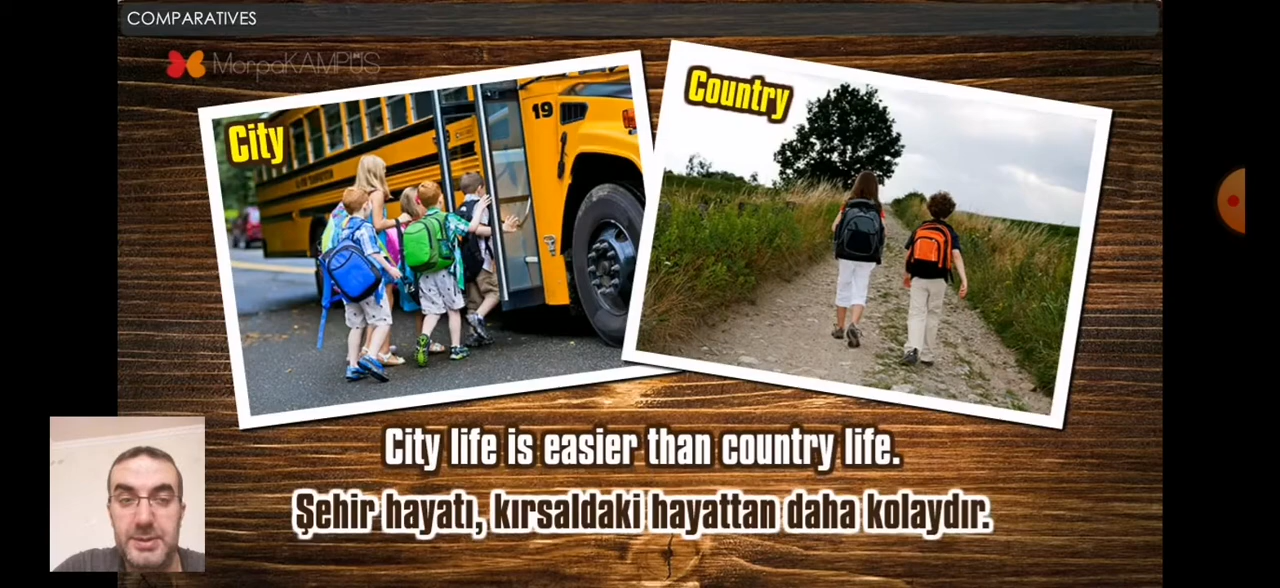 COMPARATIVES
MorpaKAMPÜS
City
19
Country
City life is easier than country life.
Şehir hayatı, kırsaldaki hayattan daha kolaydır.